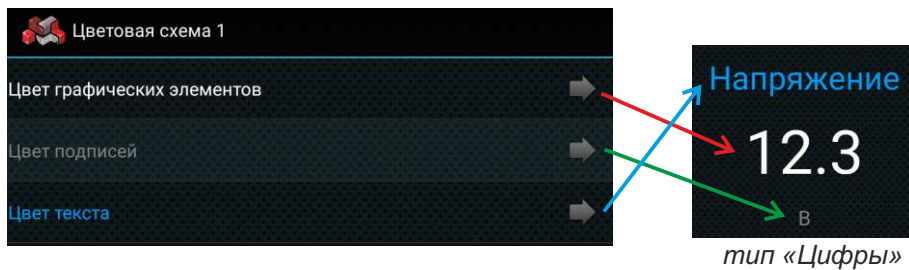 Цветовая схема 1
Цвет графических элементов
Цвет подписей
Цвет текста
Напряжение
12.3
В
тип «Цифры»